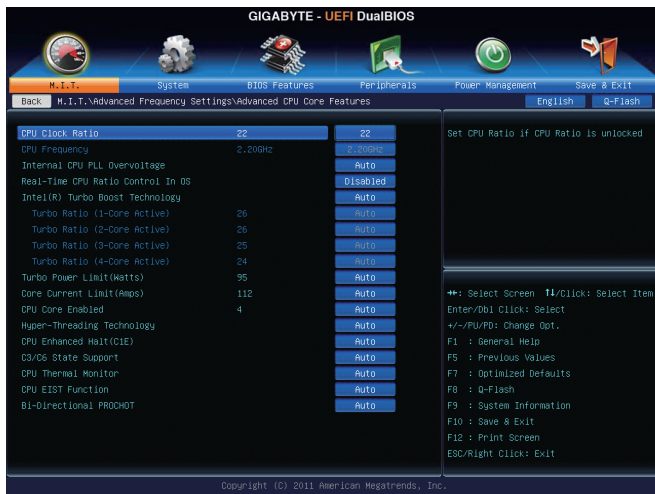 GIGABYTE - UEFI DualBIOS
M.I.T. System BIOS Features Peripherals Power Management Save & Exit
Back M.I.T.\Advanced Frequency Settings\Advanced CPU Core Features English Q-Flash
CPU Clock Ratio 22 22
CPU Frequency 2.20GHz 2.20GHz
Internal CPU PLL Overvoltage Auto
Real-Time CPU Ratio Control In OS Disabled
Intel(R) Turbo Boost Technology Auto
Turbo Ratio (1-Core Active) 26 Auto
Turbo Ratio (2-Core Active) 26 Auto
Turbo Ratio (3-Core Active) 25 Auto
Turbo Ratio (4-Core Active) 24 Auto
Turbo Power Limit(Watts) 95 Auto
Core Current Limit(Amps) 112 Auto
CPU Core Enabled 4 Auto
Hyper-Threading Technology Auto
CPU Enhanced Halt(C1E) Auto
C3/C6 State Support Auto
CPU Thermal Monitor Auto
CPU EIST Function Auto
Bi-Directional PROCHOT Auto
Set CPU Ratio if CPU Ratio is unlocked
→←: Select Screen ↑↓/Click: Select Item
Enter/Dbl Click: Select
+/-/PU/PD: Change Opt.
F1 : General Help
F5 : Previous Values
F7 : Optimized Defaults
F8 : Q-Flash
F9 : System Information
F10 : Save & Exit
F12 : Print Screen
ESC/Right Click: Exit
Copyright (C) 2011 American Megatrends, Inc.